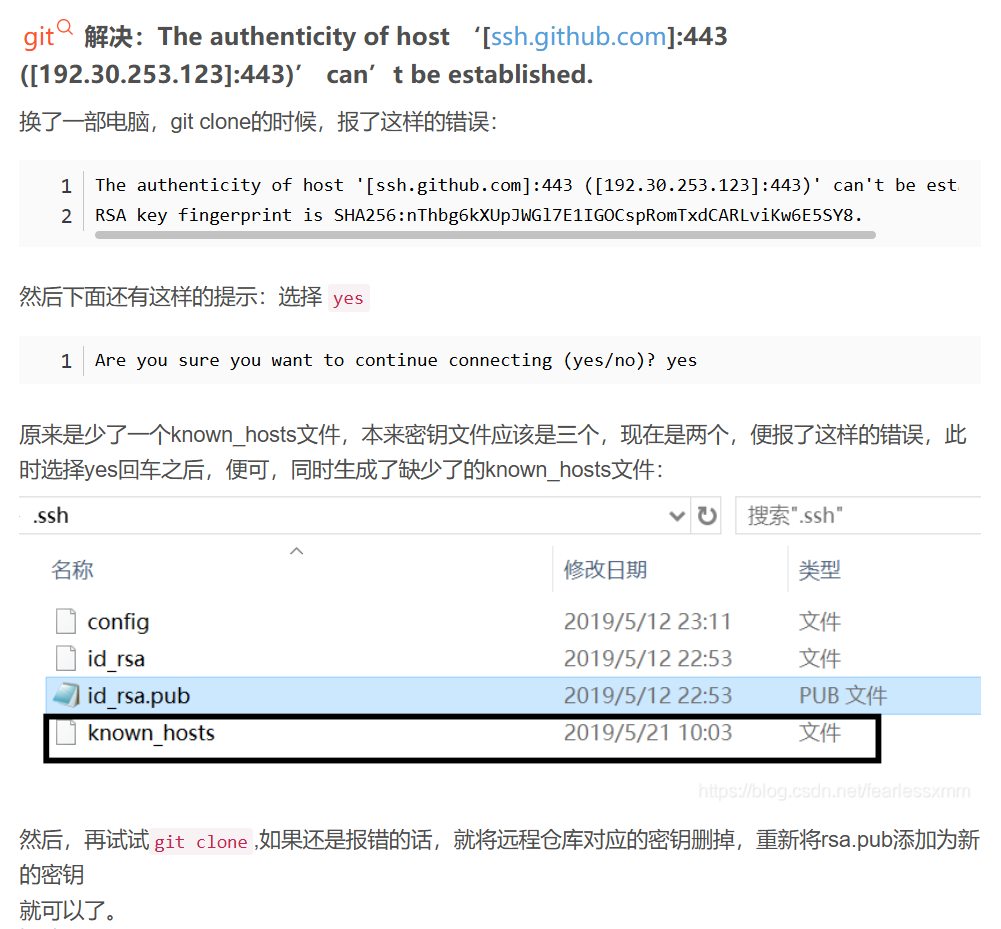 git 解决：The authenticity of host ‘[ssh.github.com]:443
([192.30.253.123]:443)’ can’t be established.
换了一部电脑，git clone的时候，报了这样的错误：
1 The authenticity of host '[ssh.github.com]:443 ([192.30.253.123]:443)' can't be est
2 RSA key fingerprint is SHA256:nThbg6kXUpJWGl7E1IGOCspRomTxdCARLviKw6E5SY8.
然后下面还有这样的提示：选择 yes
1 Are you sure you want to continue connecting (yes/no)? yes
原来是少了一个known_hosts文件，本来密钥文件应该是三个，现在是两个，便报了这样的错误，此
时选择yes回车之后，便可，同时生成了缺少了的known_hosts文件：
.ssh 搜索".ssh"
名称 修改日期 类型
config 2019/5/12 23:11 文件
id_rsa 2019/5/12 22:53 文件
id_rsa.pub 2019/5/12 22:53 PUB 文件
known_hosts 2019/5/21 10:03 文件
https://blog.csdn.net/fearlessxmm
然后，再试试git clone,如果还是报错的话，就将远程仓库对应的密钥删掉，重新将rsa.pub添加为新
的密钥
就可以了。